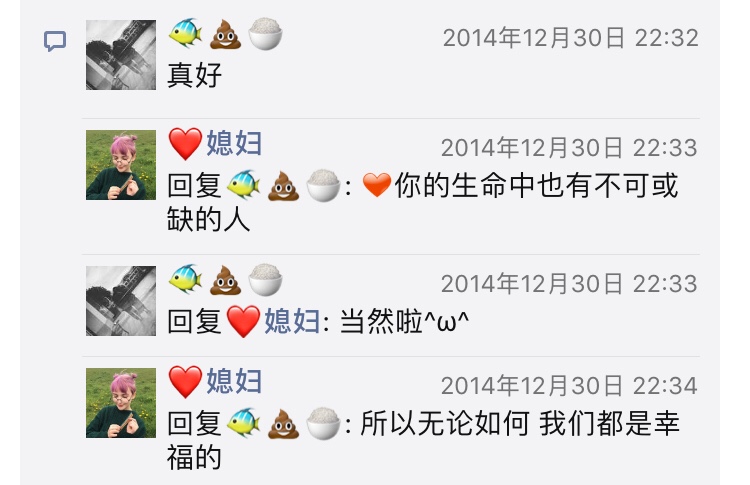 🐠💩🍚 2014年12月30日 22:32
真好
❤️媳妇 2014年12月30日 22:33
回复🐠💩🍚: ❤️你的生命中也有不可或
缺的人
🐠💩🍚 2014年12月30日 22:33
回复❤️媳妇: 当然啦^ω^
❤️媳妇 2014年12月30日 22:34
回复🐠💩🍚: 所以无论如何 我们都是幸
福的